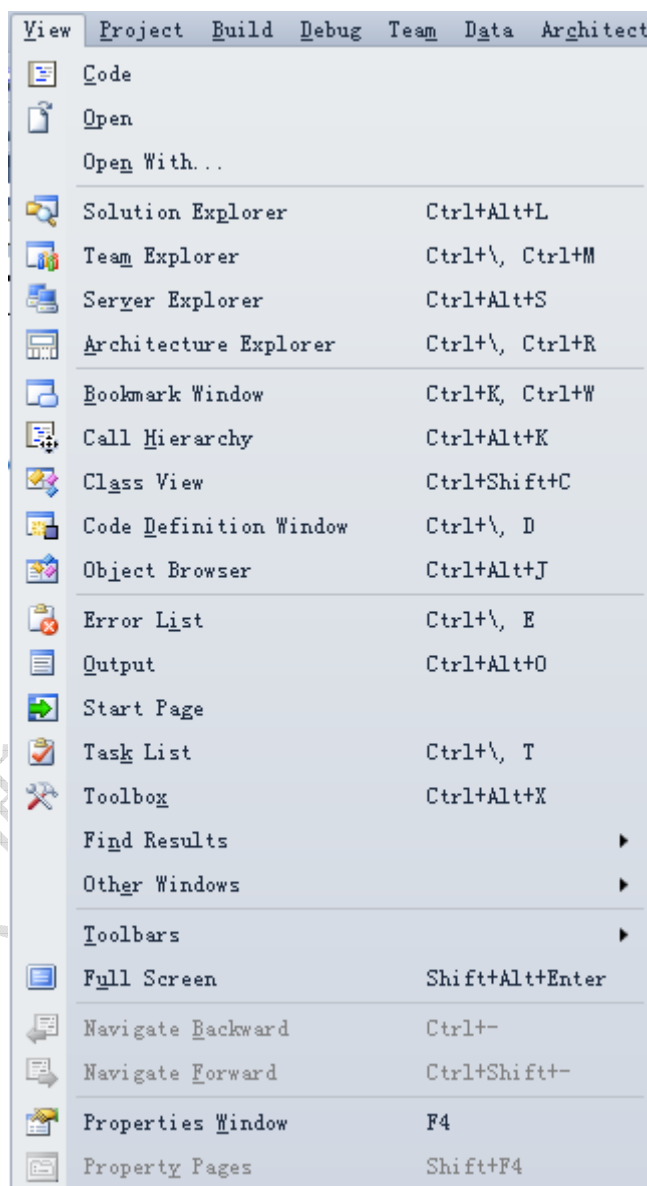 View Project Build Debug Team Data Architect
Code
Open
Open With...
Solution Explorer Ctrl+Alt+L
Team Explorer Ctrl+\, Ctrl+M
Server Explorer Ctrl+Alt+S
Architecture Explorer Ctrl+\, Ctrl+R
Bookmark Window Ctrl+K, Ctrl+W
Call Hierarchy Ctrl+Alt+K
Class View Ctrl+Shift+C
Code Definition Window Ctrl+\, D
Object Browser Ctrl+Alt+J
Error List Ctrl+\, E
Output Ctrl+Alt+O
Start Page
Task List Ctrl+\, T
Toolbox Ctrl+Alt+X
Find Results
Other Windows
Toolbars
Full Screen Shift+Alt+Enter
Navigate Backward Ctrl+-
Navigate Forward Ctrl+Shift+-
Properties Window F4
Property Pages Shift+F4